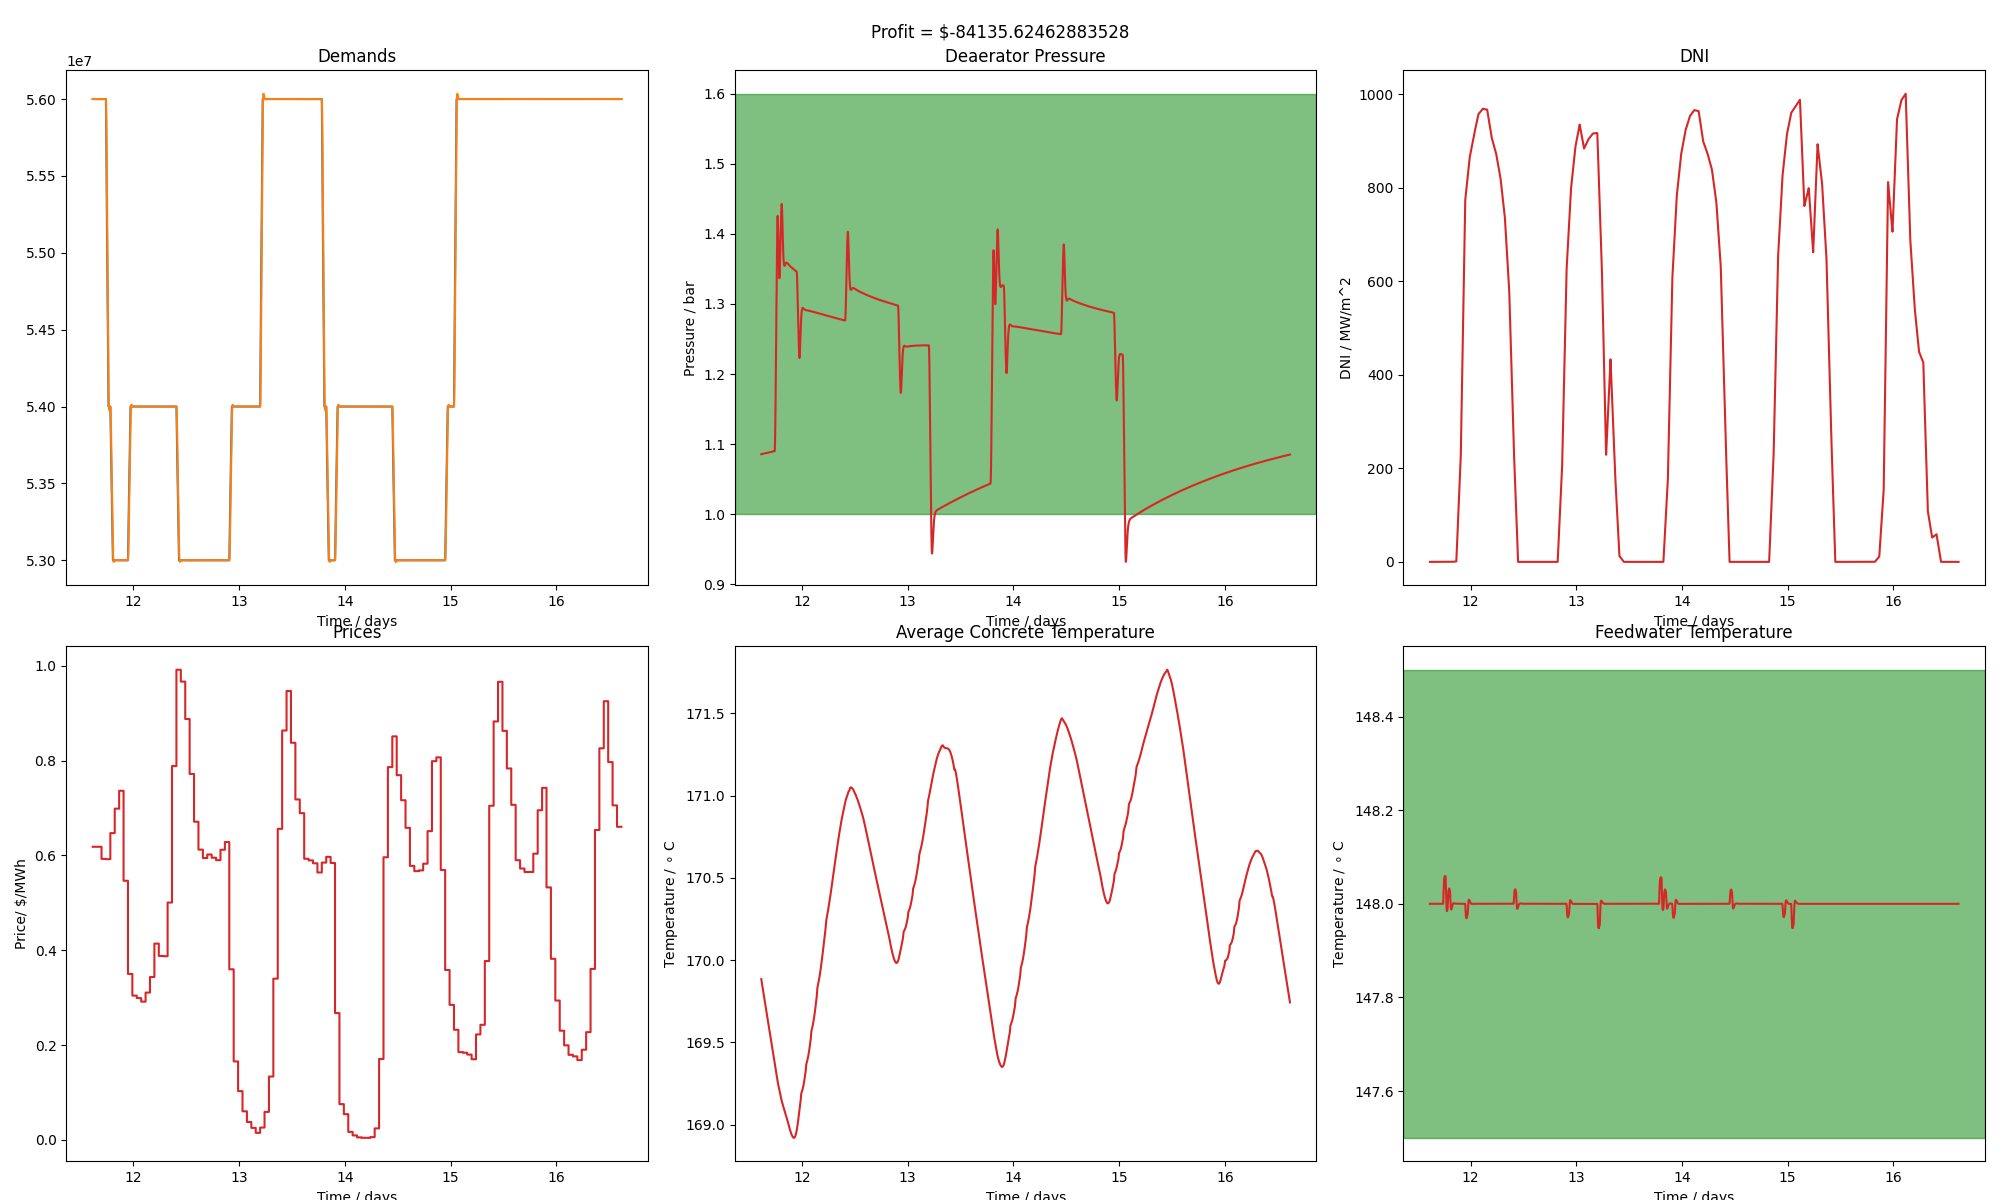 Profit = $-84135.62462883528
Demands
1e7
5.60
5.55
5.50
5.45
5.40
5.35
5.30
12 13 14 15 16
Time / days
Deaerator Pressure
Pressure / bar
1.6
1.5
1.4
1.3
1.2
1.1
1.0
0.9
12 13 14 15 16
Time / days
DNI
DNI / MW/m^2
1000
800
600
400
200
0
12 13 14 15 16
Time / days
Prices
Price/ $/MWh
1.0
0.8
0.6
0.4
0.2
0.0
12 13 14 15 16
Time / days
Average Concrete Temperature
Temperature / ∘ C
171.5
171.0
170.5
170.0
169.5
169.0
12 13 14 15 16
Time / days
Feedwater Temperature
Temperature / ∘ C
148.4
148.2
148.0
147.8
147.6
12 13 14 15 16
Time / days